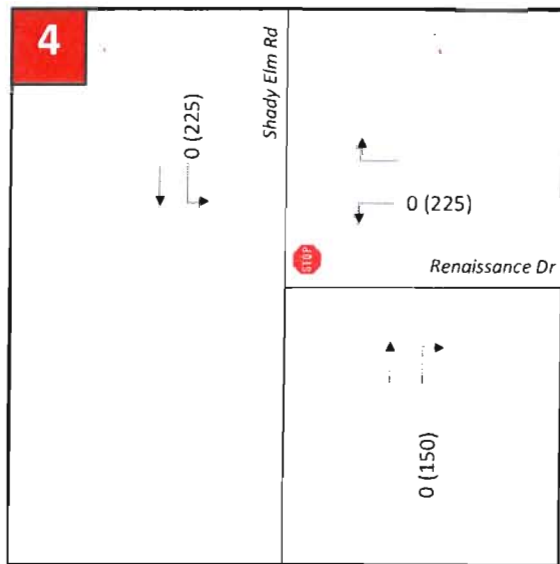 4
Shady Elm Rd
0 (225)
0 (225)
STOP
Renaissance Dr
0 (150)